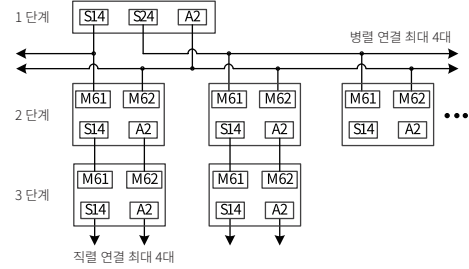 1 단계 S14 S24 A2
병렬 연결 최대 4대
M61 M62 M61 M62 M61 M62
2 단계 S14 A2 S14 A2 S14 A2
M61 M62 M61 M62
3 단계 S14 A2 S14 A2
직렬 연결 최대 4대